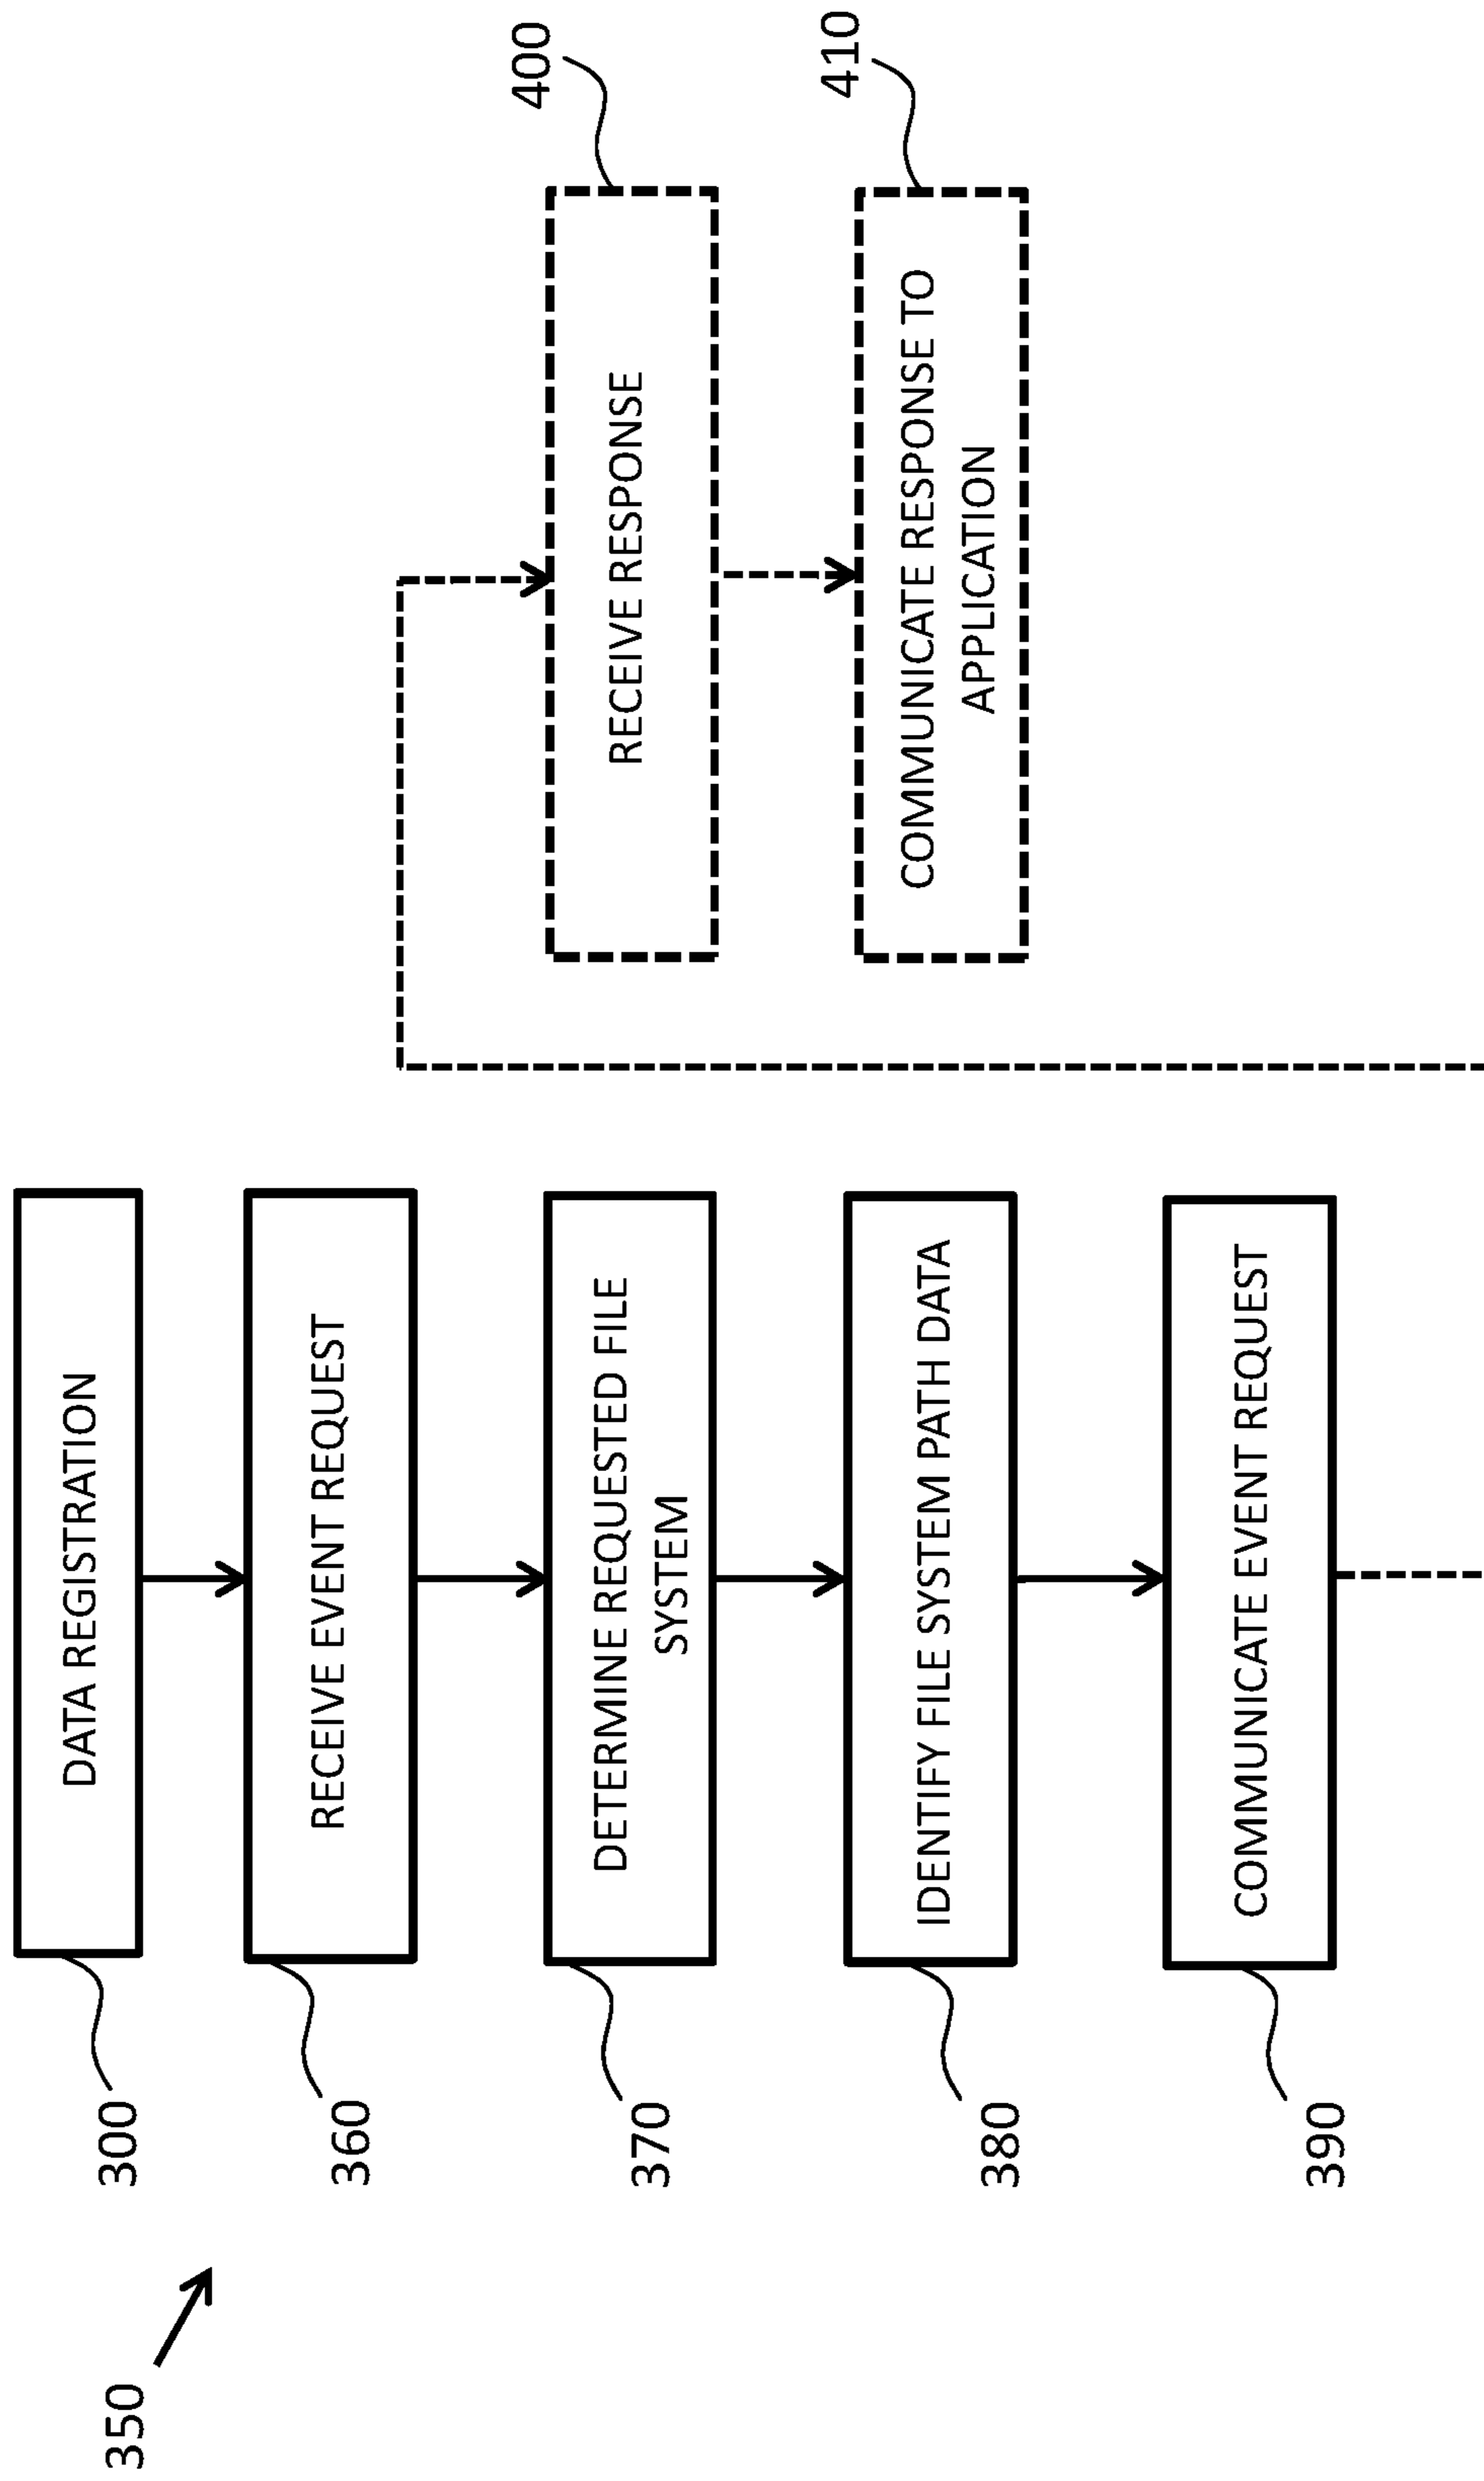 350
300
DATA REGISTRATION
360
RECEIVE EVENT REQUEST
370
DETERMINE REQUESTED FILE
SYSTEM
380
IDENTIFY FILE SYSTEM PATH DATA
390
COMMUNICATE EVENT REQUEST
400
RECEIVE RESPONSE
410
COMMUNICATE RESPONSE TO
APPLICATION